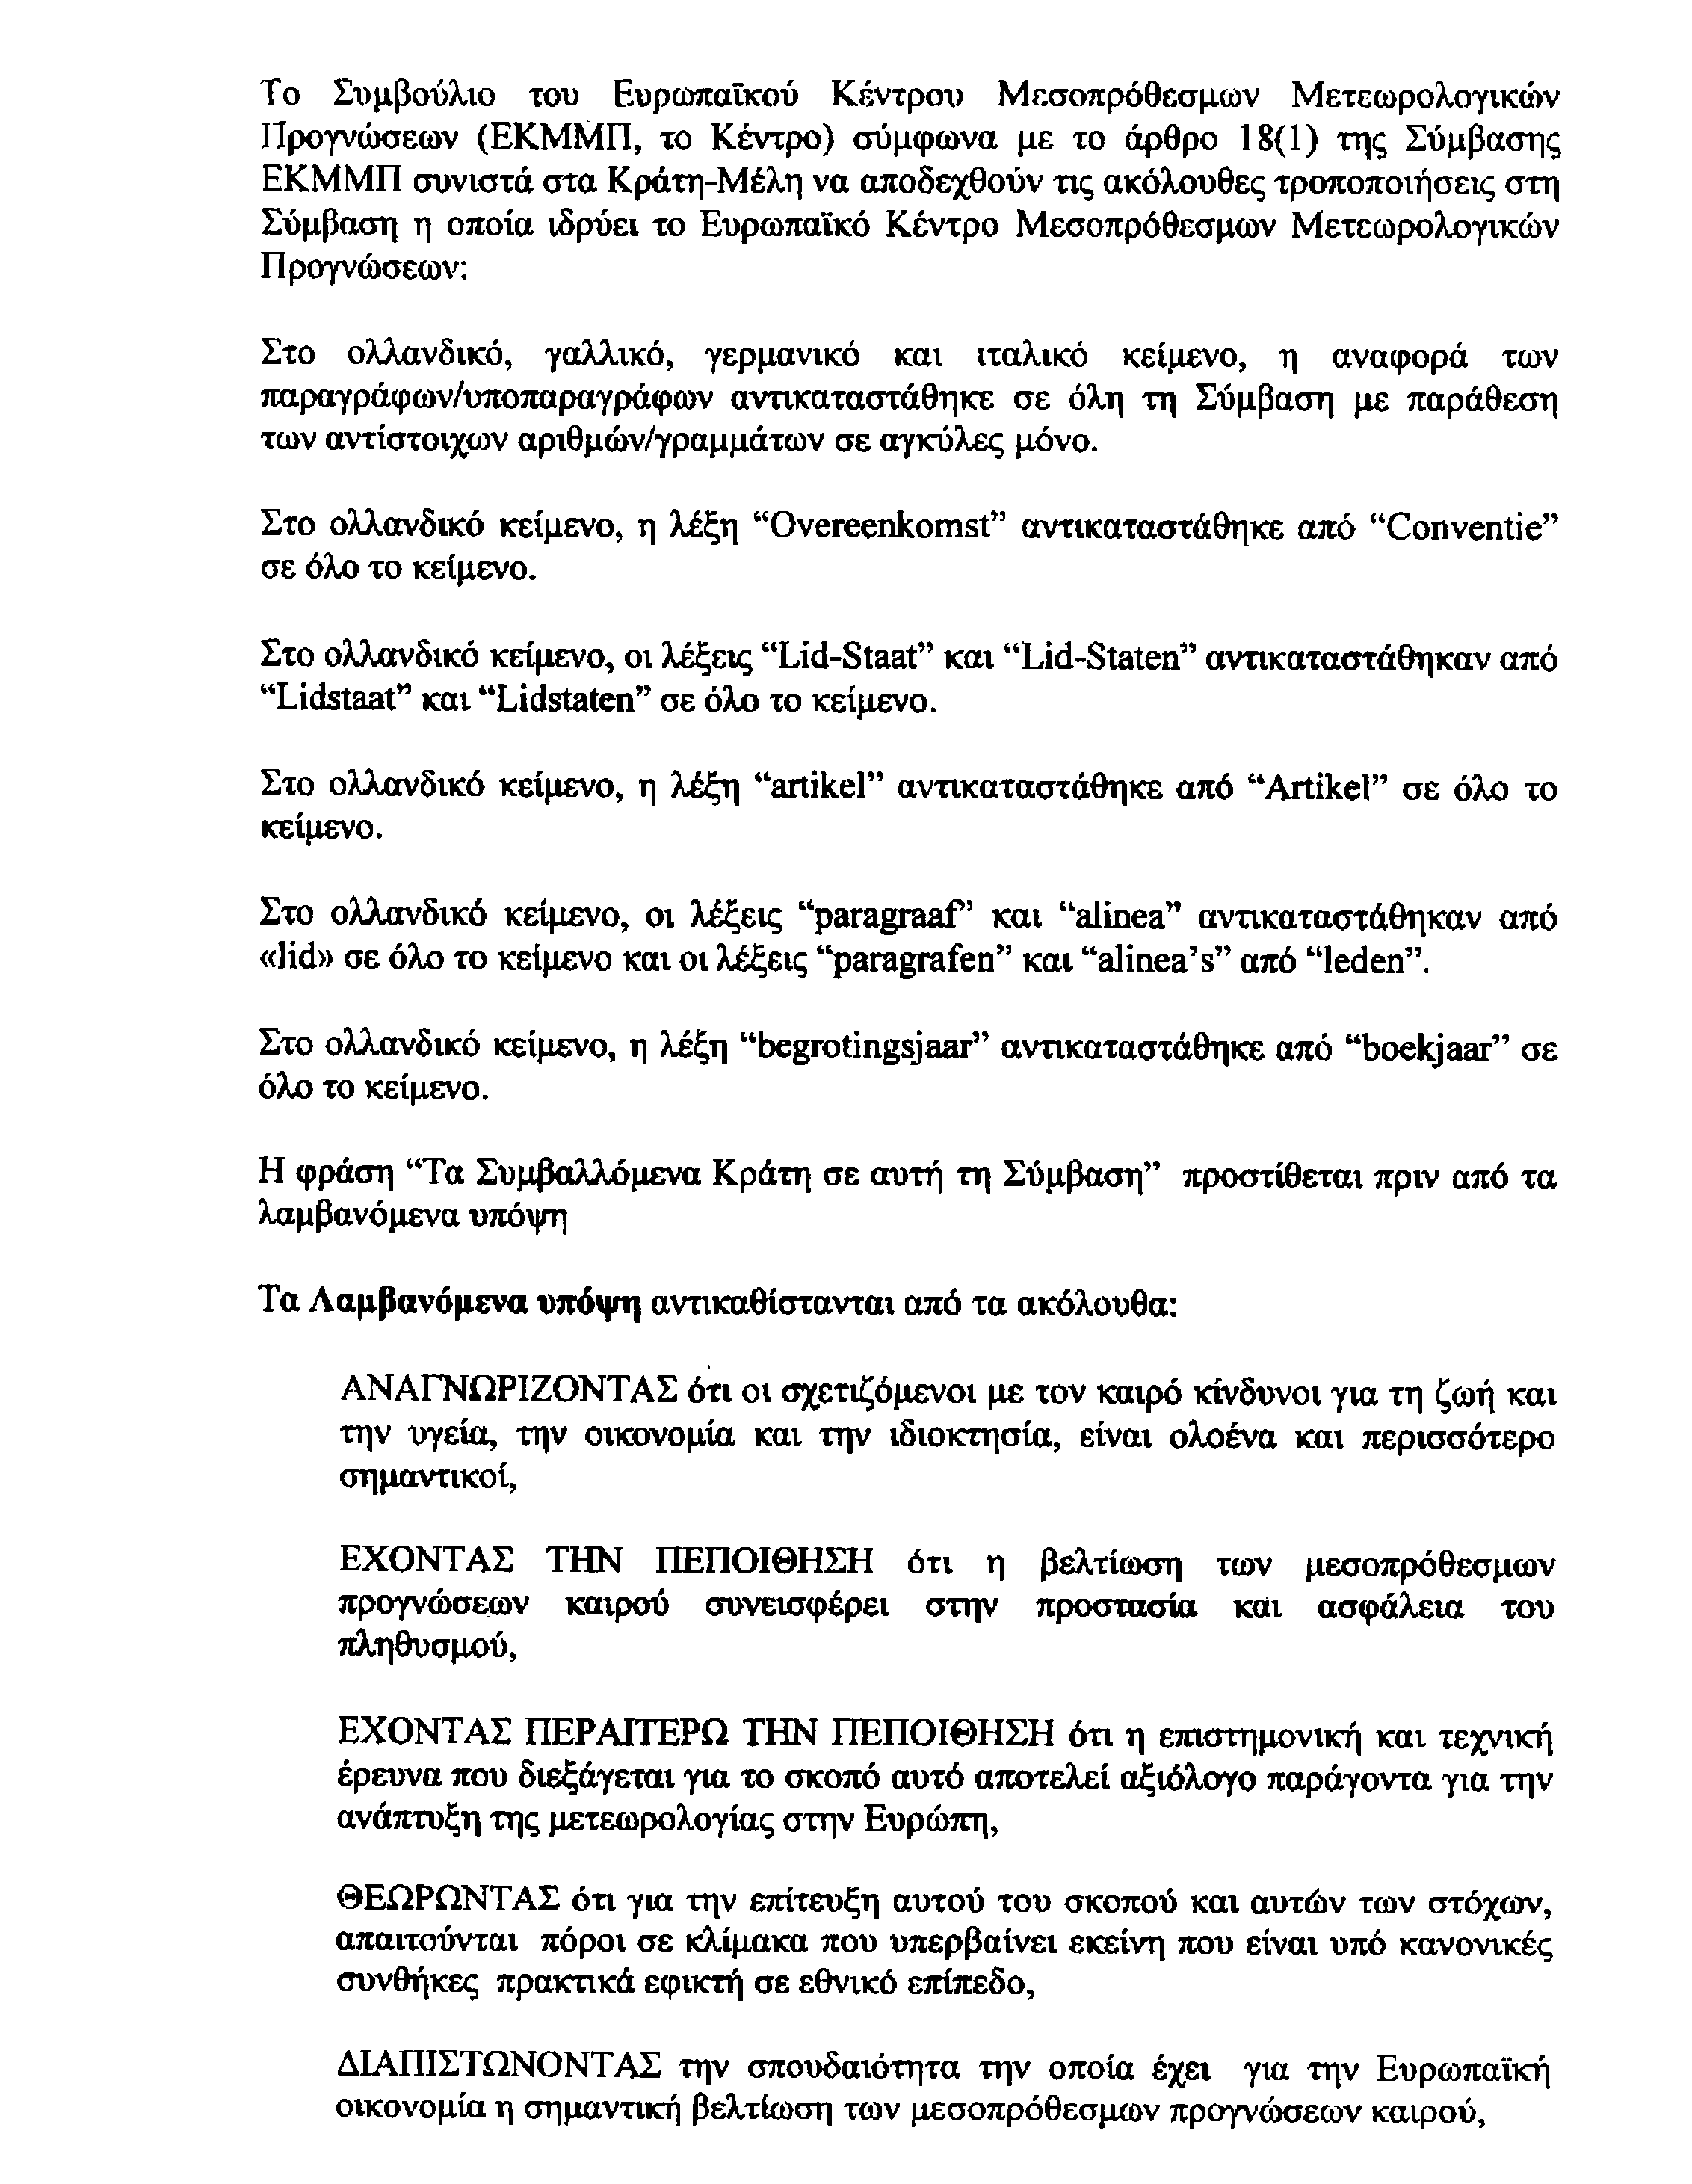 Το Συμβούλιο του Ευρωπαϊκού Κέντρου Μεσοπρόθεσμων Μετεωρολογικών
Προγνώσεων (ΕΚΜΜΠ, το Κέντρο) σύμφωνα με το άρθρο 18(1) της Σύμβασης
ΕΚΜΜΠ συνιστά στα Κράτη-Μέλη να αποδεχθούν τις ακόλουθες τροποποιήσεις στη
Σύμβαση η οποία ιδρύει το Ευρωπαϊκό Κέντρο Μεσοπρόθεσμων Μετεωρολογικών
Προγνώσεων:
Στο ολλανδικό, γαλλικό, γερμανικό και ιταλικό κείμενο, η αναφορά των
παραγράφων/υποπαραγράφων αντικαταστάθηκε σε όλη τη Σύμβαση με παράθεση
των αντίστοιχων αριθμών/γραμμάτων σε αγκύλες μόνο.
Στο ολλανδικό κείμενο, η λέξη “Overeenkomst” αντικαταστάθηκε από “Conventie”
σε όλο το κείμενο.
Στο ολλανδικό κείμενο, οι λέξεις “Lid-Staat” και “Lid-Staten” αντικαταστάθηκαν από
“Lidstaat” και “Lidstaten” σε όλο το κείμενο.
Στο ολλανδικό κείμενο, η λέξη “artikel” αντικαταστάθηκε από “Artikel” σε όλο το
κείμενο.
Στο ολλανδικό κείμενο, οι λέξεις “paragraaf” και “alinea” αντικαταστάθηκαν από
«lid» σε όλο το κείμενο και οι λέξεις “paragrafen” και “alinea’s” από “leden”.
Στο ολλανδικό κείμενο, η λέξη “begrotingsjaar” αντικαταστάθηκε από “boekjaar” σε
όλο το κείμενο.
Η φράση “Τα Συμβαλλόμενα Κράτη σε αυτή τη Σύμβαση” προστίθεται πριν από τα
λαμβανόμενα υπόψη
Τα Λαμβανόμενα υπόψη αντικαθίστανται από τα ακόλουθα:
ΑΝΑΓΝΩΡΙΖΟΝΤΑΣ ότι οι σχετιζόμενοι με τον καιρό κίνδυνοι για τη ζωή και
την υγεία, την οικονομία και την ιδιοκτησία, είναι ολοένα και περισσότερο
σημαντικοί,
ΕΧΟΝΤΑΣ ΤΗΝ ΠΕΠΟΙΘΗΣΗ ότι η βελτίωση των μεσοπρόθεσμων
προγνώσεων καιρού συνεισφέρει στην προστασία και ασφάλεια του
πληθυσμού,
ΕΧΟΝΤΑΣ ΠΕΡΑΙΤΕΡΩ ΤΗΝ ΠΕΠΟΙΘΗΣΗ ότι η επιστημονική και τεχνική
έρευνα που διεξάγεται για το σκοπό αυτό αποτελεί αξιόλογο παράγοντα για την
ανάπτυξη της μετεωρολογίας στην Ευρώπη,
ΘΕΩΡΩΝΤΑΣ ότι για την επίτευξη αυτού του σκοπού και αυτών των στόχων,
απαιτούνται πόροι σε κλίμακα που υπερβαίνει εκείνη που είναι υπό κανονικές
συνθήκες πρακτικά εφικτή σε εθνικό επίπεδο,
ΔΙΑΠΙΣΤΩΝΟΝΤΑΣ την σπουδαιότητα την οποία έχει για την Ευρωπαϊκή
οικονομία η σημαντική βελτίωση των μεσοπρόθεσμων προγνώσεων καιρού,